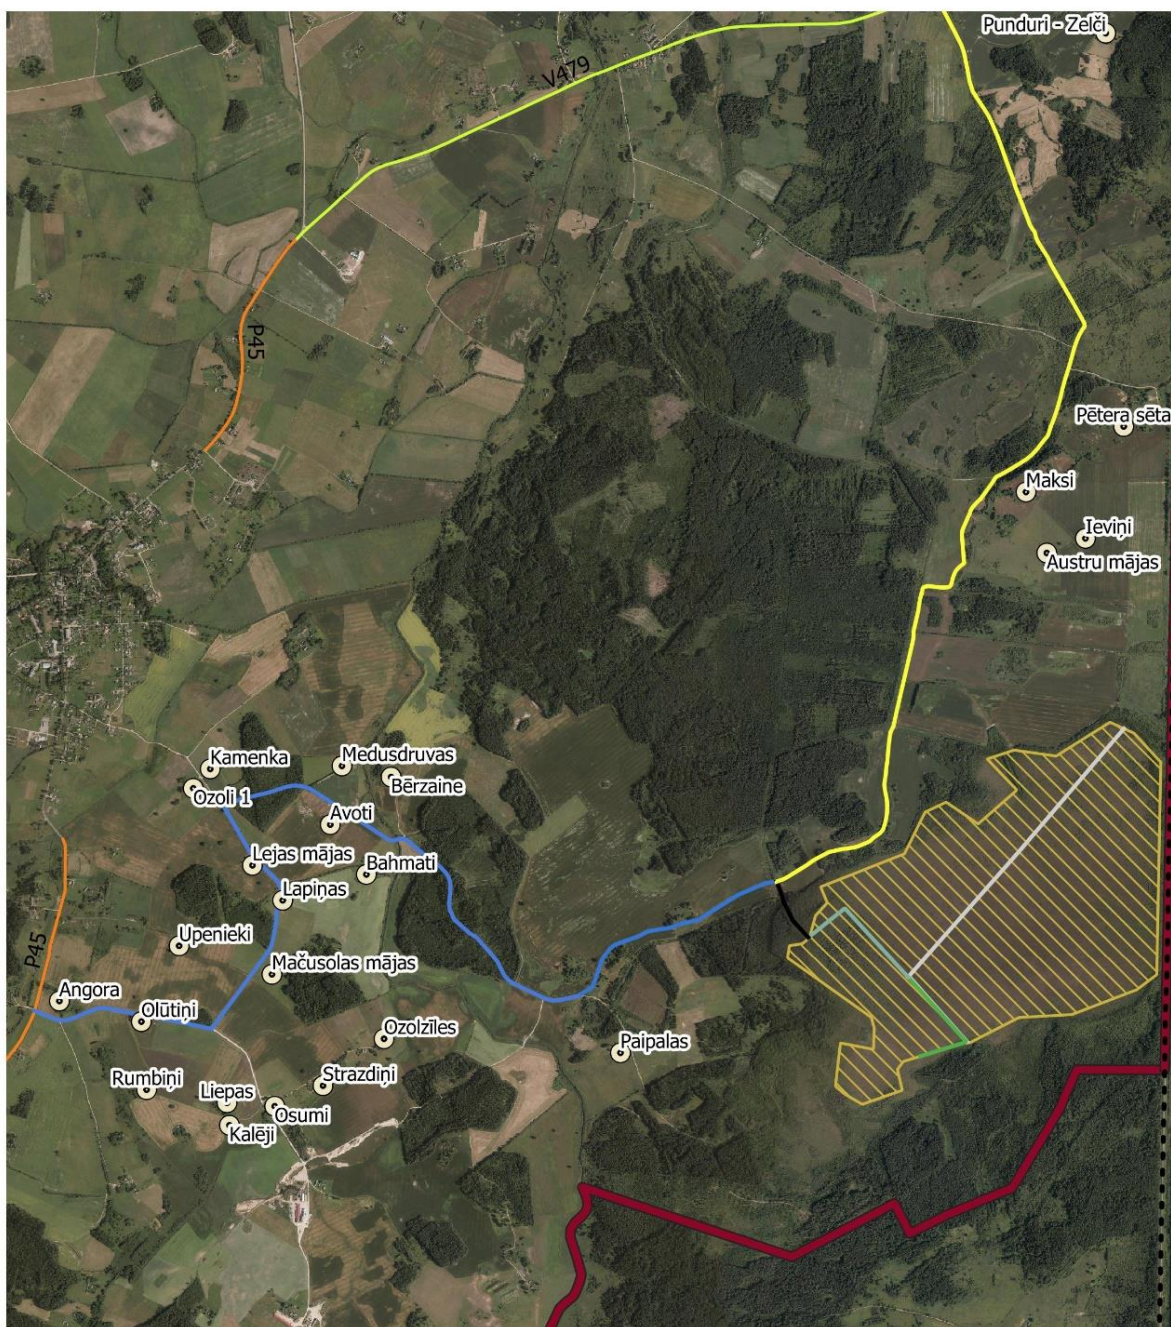 Punduri - Zelči
V479
P45
Pētera sēta
Maksi
Ieviņi
Austru mājas
Kamenka
Medusdruvas
Ozoli 1
Bērzaine
Avoti
Lejas mājas
Bahmati
Lapiņas
Upenieki
P45
Mačusolas mājas
Angora
Olūtiņi
Ozolzīles
Paipalas
Rumbiņi
Liepas
Strazdiņi
Osumi
Kalēji